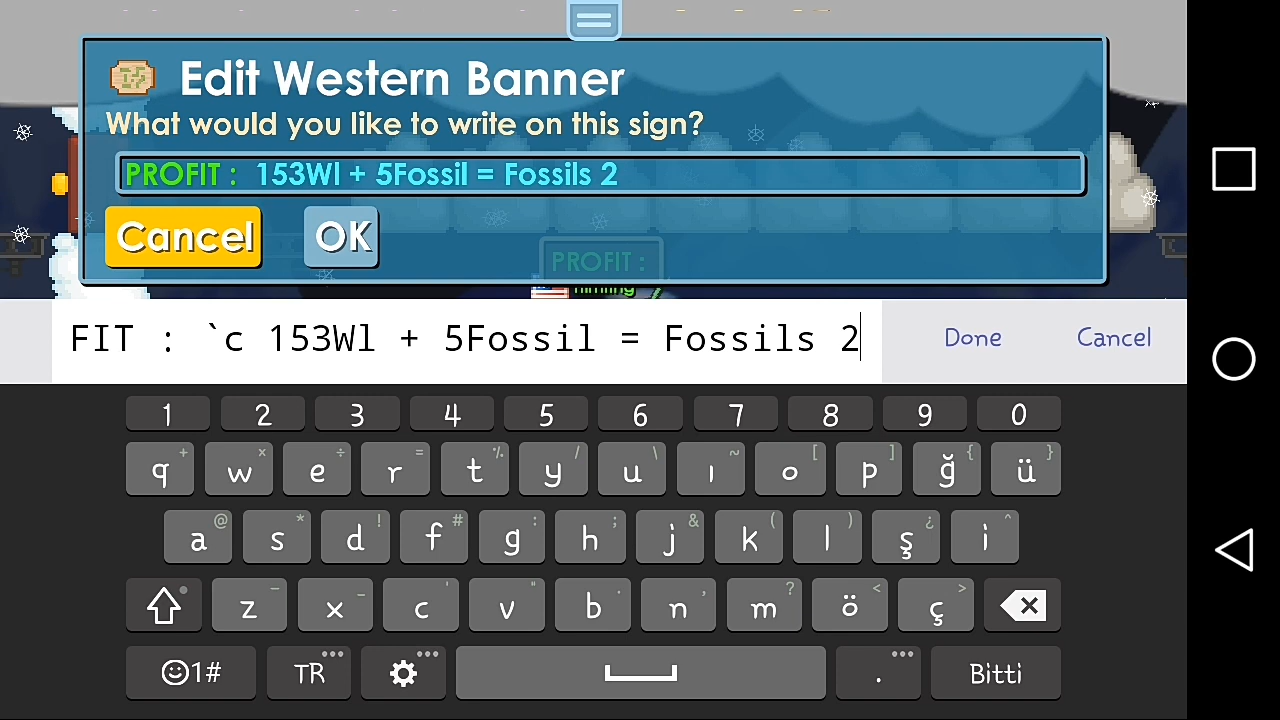 Edit Western Banner
What would you like to write on this sign?
PROFIT : 153Wl + 5Fossil = Fossils 2
Cancel OK
PROFIT :
FIT : `c 153Wl + 5Fossil = Fossils 2 Done Cancel
1 2 3 4 5 6 7 8 9 0
q + w x e ÷ r = t % y / u \ ı ~ o [ p ] ğ { ü }
a @ s * d ! f # g : h ; j & k ( l ) ş ¿ i ^
z – x _ c ' v " b . n , m ? ö < ç >
1# TR . Bitti